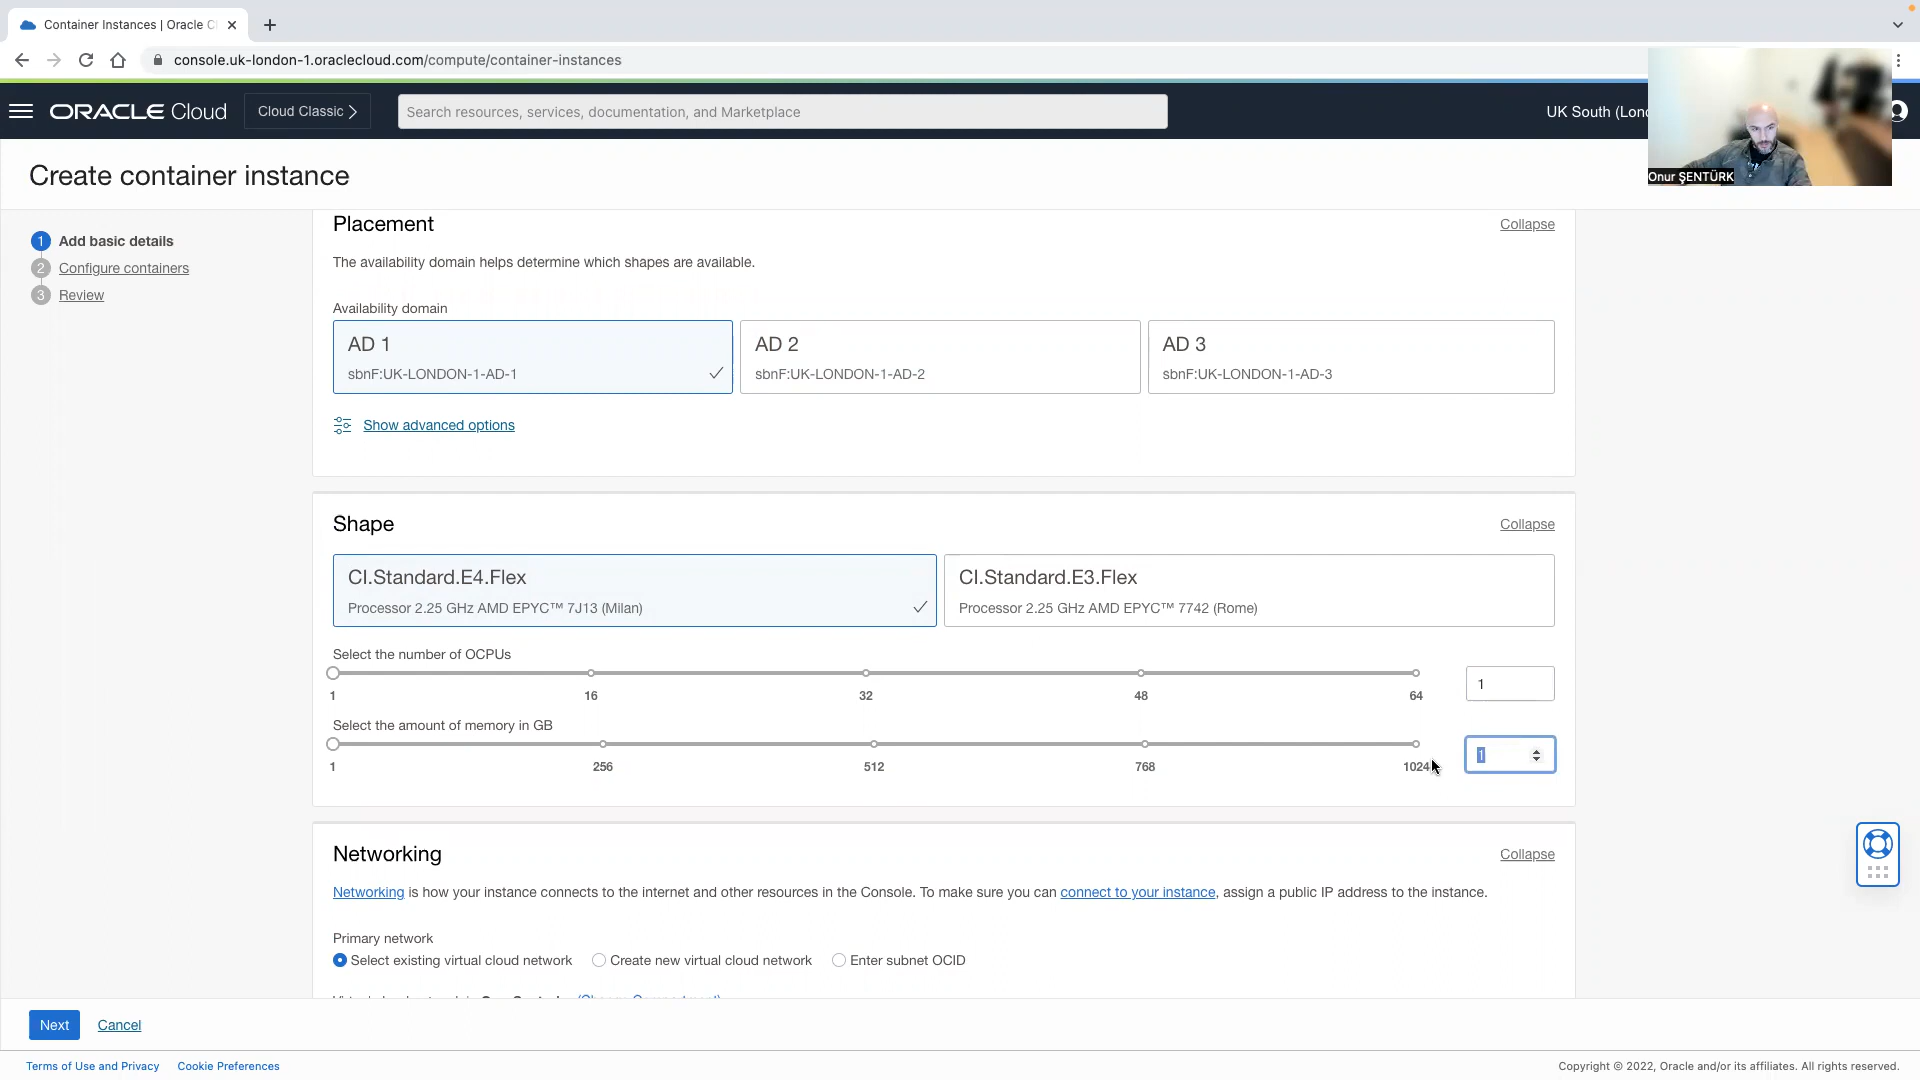 Container Instances | Oracle C
console.uk-london-1.oraclecloud.com/compute/container-instances
ORACLE Cloud
Cloud Classic
Search resources, services, documentation, and Marketplace
UK South (Lon
Onur ŞENTÜRK
Create container instance
1 Add basic details
2 Configure containers
3 Review
Placement
Collapse
The availability domain helps determine which shapes are available.
Availability domain
AD 1
sbnF:UK-LONDON-1-AD-1
AD 2
sbnF:UK-LONDON-1-AD-2
AD 3
sbnF:UK-LONDON-1-AD-3
Show advanced options
Shape
Collapse
CI.Standard.E4.Flex
Processor 2.25 GHz AMD EPYC™ 7J13 (Milan)
CI.Standard.E3.Flex
Processor 2.25 GHz AMD EPYC™ 7742 (Rome)
Select the number of OCPUs
1 16 32 48 64
1
Select the amount of memory in GB
1 256 512 768 1024
1
Networking
Collapse
Networking is how your instance connects to the internet and other resources in the Console. To make sure you can connect to your instance, assign a public IP address to the instance.
Primary network
Select existing virtual cloud network
Create new virtual cloud network
Enter subnet OCID
Next
Cancel
Terms of Use and Privacy
Cookie Preferences
Copyright © 2022, Oracle and/or its affiliates. All rights reserved.